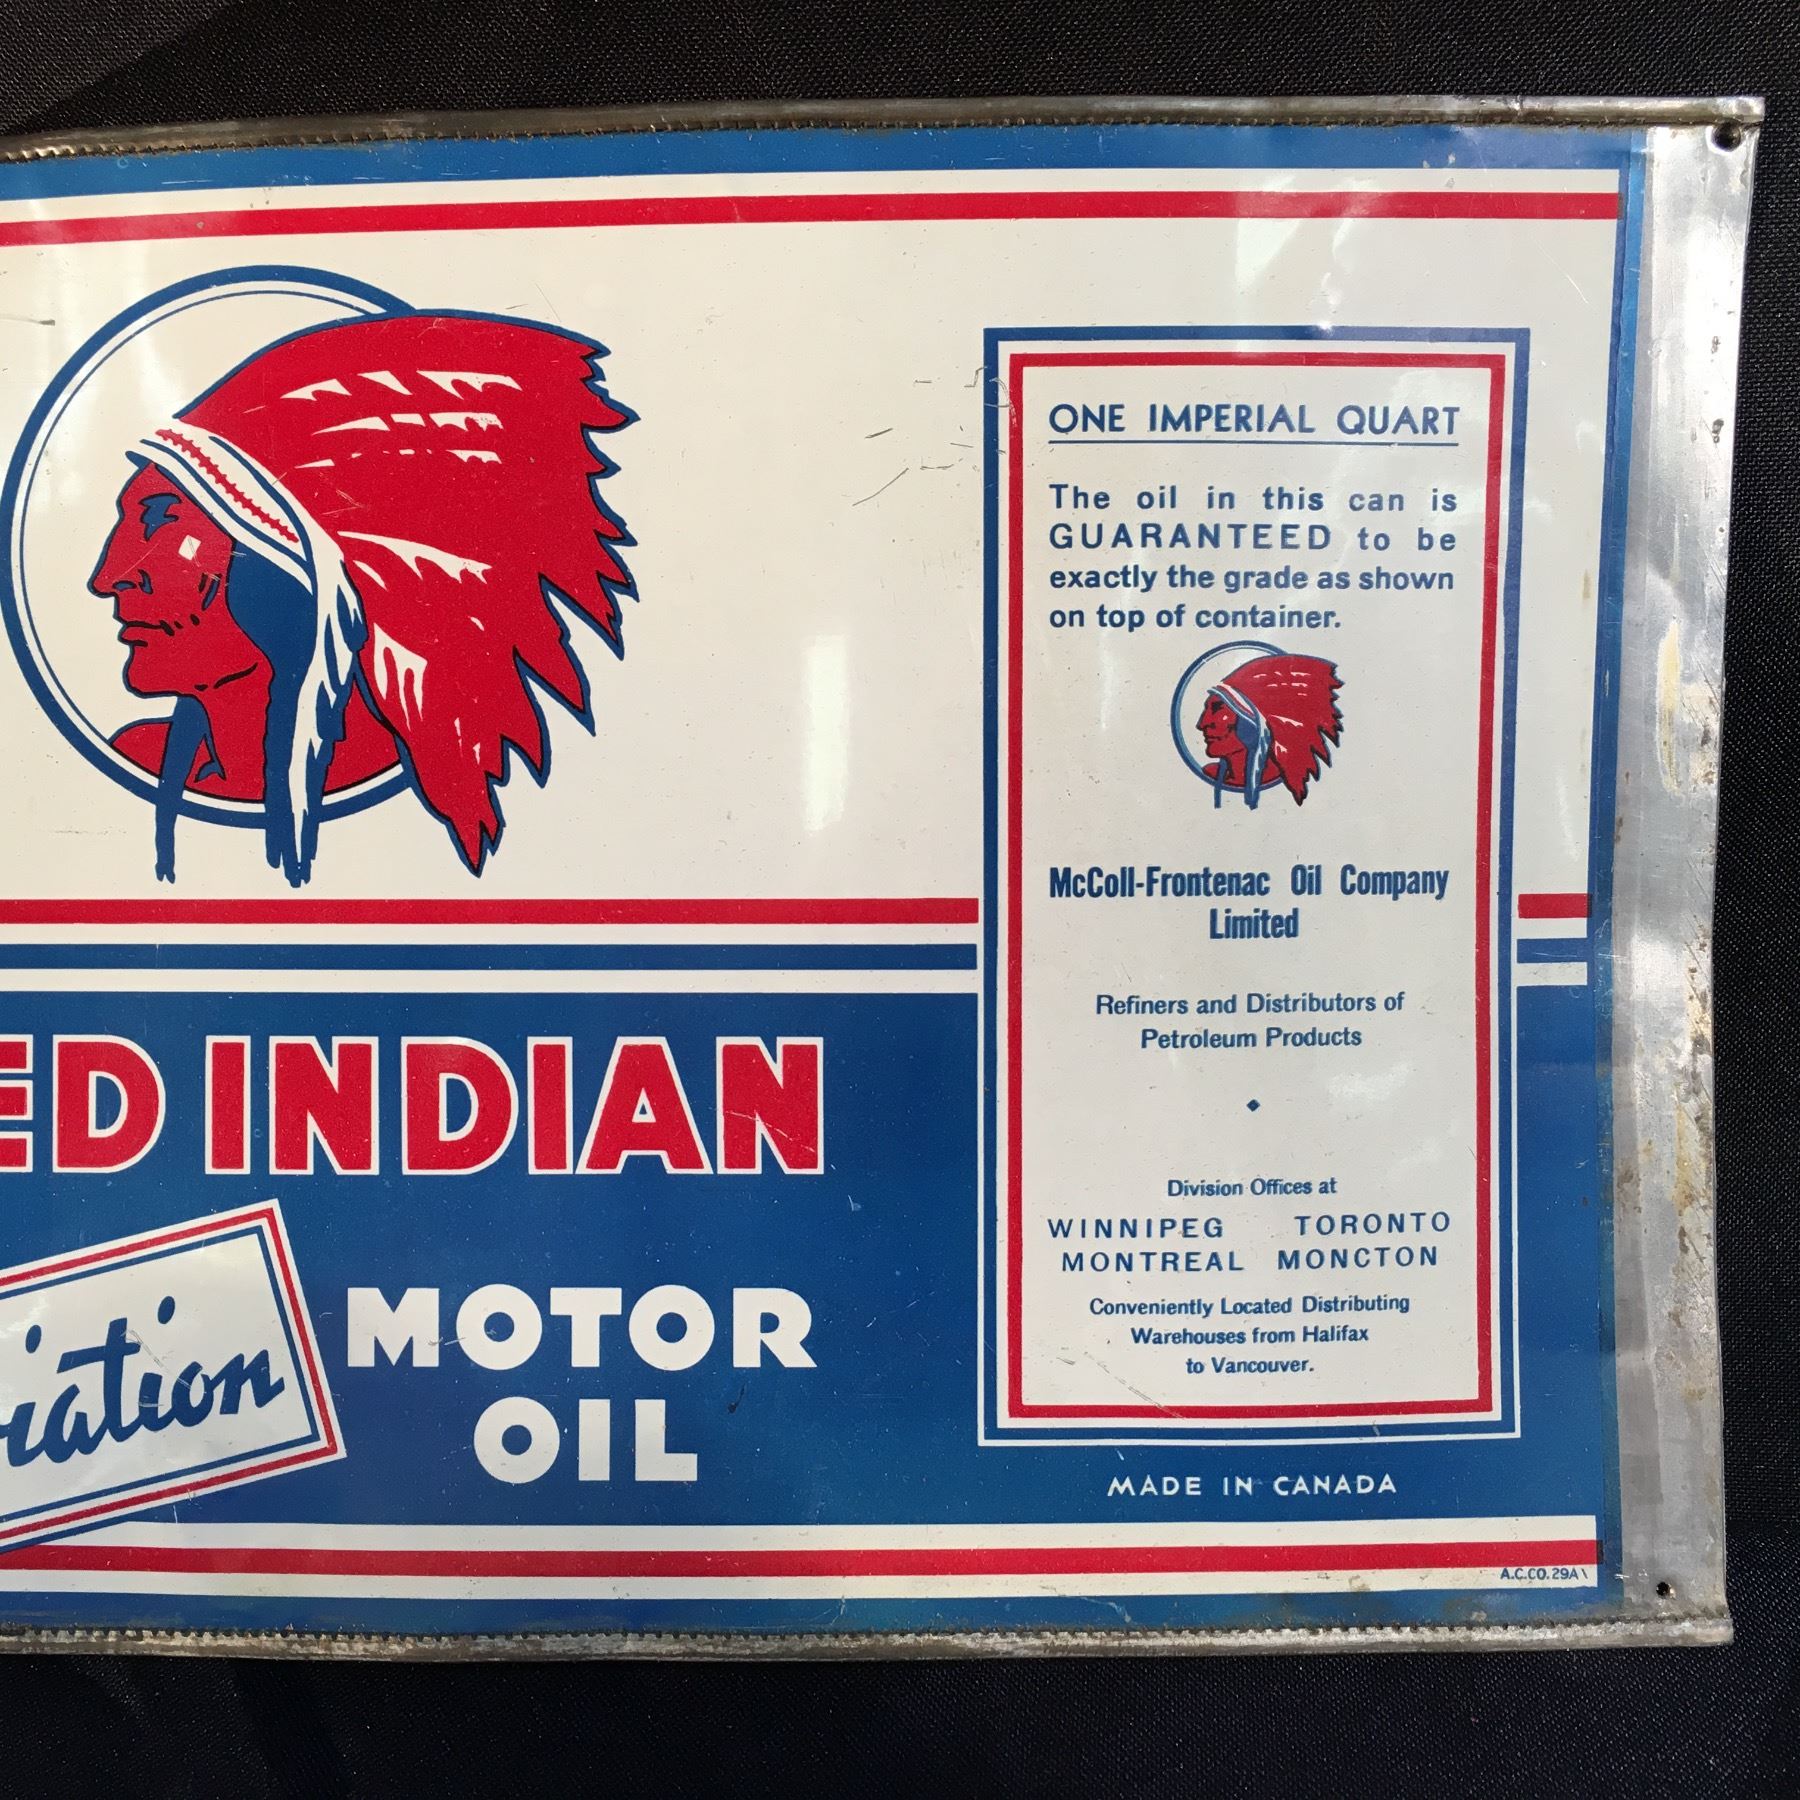 ED INDIAN
iation
MOTOR
OIL
ONE IMPERIAL QUART
The oil in this can is
GUARANTEED to be
exactly the grade as shown
on top of container.
McColl-Frontenac Oil Company
Limited
Refiners and Distributors of
Petroleum Products
Division Offices at
WINNIPEG TORONTO
MONTREAL MONCTON
Conveniently Located Distributing
Warehouses from Halifax
to Vancouver.
MADE IN CANADA
A.C.CO. 29A